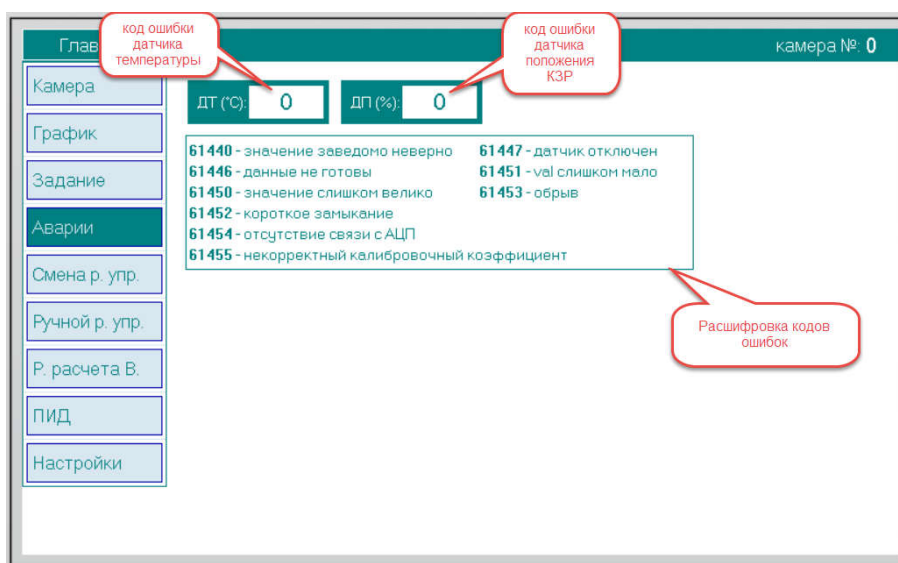 код ошибки
датчика
температуры
код ошибки
датчика
положения
КЗР
Глав
камера №: 0
Камера
График
Задание
Аварии
Смена р. упр.
Ручной р. упр.
Р. расчета В.
ПИД
Настройки
ДТ (°С): 0
ДП (%): 0
61440 - значение заведомо неверно
61447 - датчик отключен
61446 - данные не готовы
61451 - val слишком мало
61450 - значение слишком велико
61453 - обрыв
61452 - короткое замыкание
61454 - отсутствие связи с АЦП
61455 - некорректный калибровочный коэффициент
Расшифровка кодов
ошибок